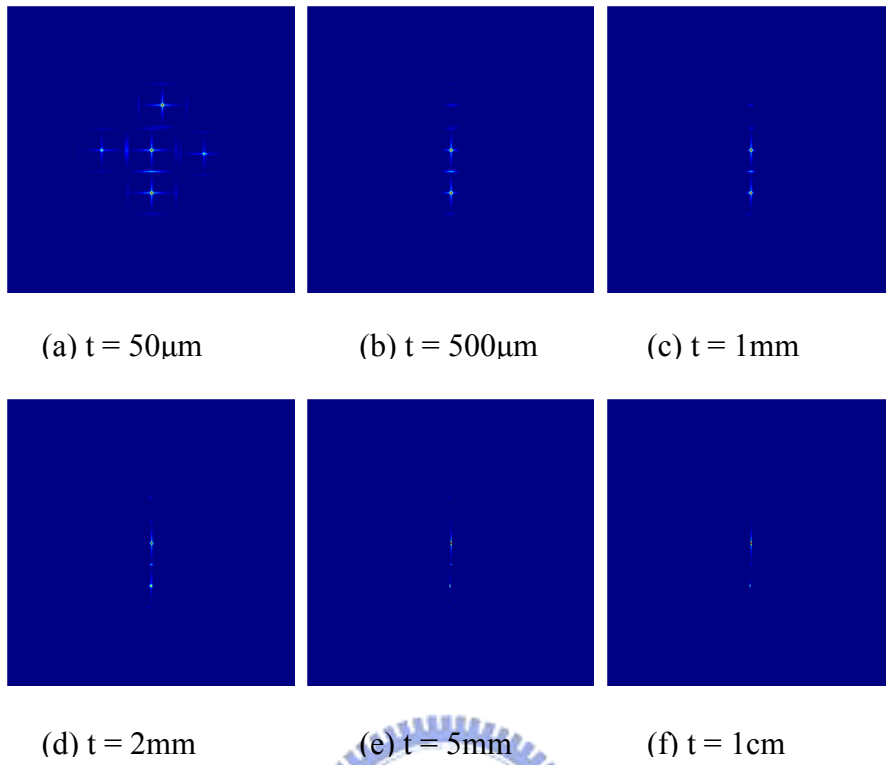 (a) t = 50μm
(b) t = 500μm
(c) t = 1mm
(d) t = 2mm
(e) t = 5mm
(f) t = 1cm